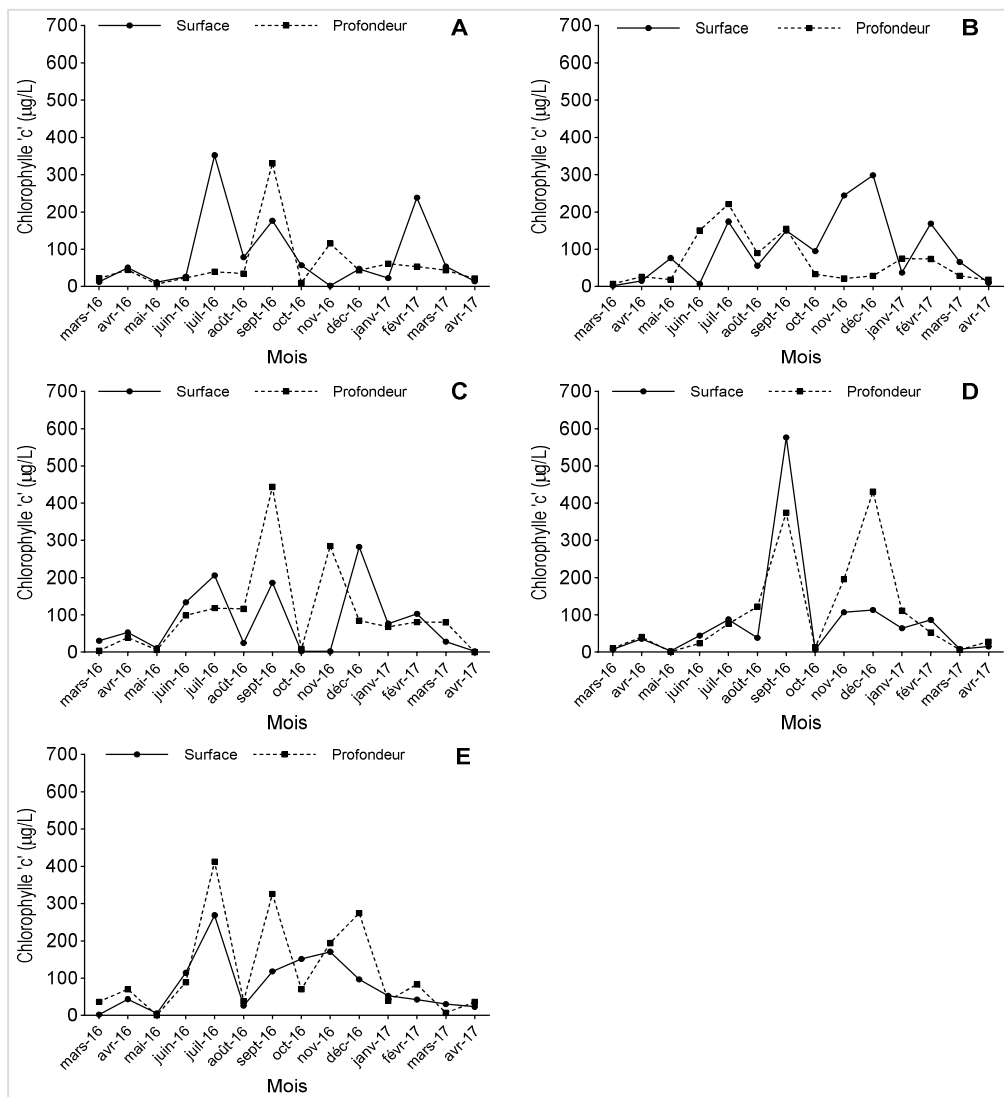 Surface Profondeur A
700
600
500
400
300
200
100
0
Chlorophylle 'c' (µg/L)
mars-16 avr-16 mai-16 juin-16 juil-16 août-16 sept-16 oct-16 nov-16 déc-16 janv-17 févr-17 mars-17 avr-17
Mois
Surface Profondeur B
700
600
500
400
300
200
100
0
Chlorophylle 'c' (µg/L)
mars-16 avr-16 mai-16 juin-16 juil-16 août-16 sept-16 oct-16 nov-16 déc-16 janv-17 févr-17 mars-17 avr-17
Mois
Surface Profondeur C
700
600
500
400
300
200
100
0
Chlorophylle 'c' (µg/L)
mars-16 avr-16 mai-16 juin-16 juil-16 août-16 sept-16 oct-16 nov-16 déc-16 janv-17 févr-17 mars-17 avr-17
Mois
Surface Profondeur D
700
600
500
400
300
200
100
0
Chlorophylle 'c' (µg/L)
mars-16 avr-16 mai-16 juin-16 juil-16 août-16 sept-16 oct-16 nov-16 déc-16 janv-17 févr-17 mars-17 avr-17
Mois
Surface Profondeur E
700
600
500
400
300
200
100
0
Chlorophylle 'c' (µg/L)
mars-16 avr-16 mai-16 juin-16 juil-16 août-16 sept-16 oct-16 nov-16 déc-16 janv-17 févr-17 mars-17 avr-17
Mois